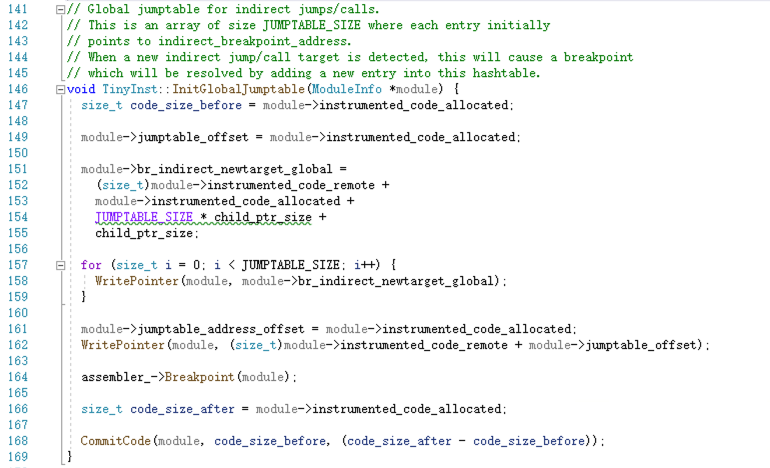 141 // Global jumptable for indirect jumps/calls.
142 // This is an array of size JUMPTABLE_SIZE where each entry initially
143 // points to indirect_breakpoint_address.
144 // When a new indirect jump/call target is detected, this will cause a breakpoint
145 // which will be resolved by adding a new entry into this hashtable.
146 void TinyInst::InitGlobalJumptable(ModuleInfo *module) {
147 size_t code_size_before = module->instrumented_code_allocated;
148
149 module->jumptable_offset = module->instrumented_code_allocated;
150
151 module->br_indirect_newtarget_global =
152 (size_t)module->instrumented_code_remote +
153 module->instrumented_code_allocated +
154 JUMPTABLE_SIZE * child_ptr_size +
155 child_ptr_size;
156
157 for (size_t i = 0; i < JUMPTABLE_SIZE; i++) {
158 WritePointer(module, module->br_indirect_newtarget_global);
159 }
160
161 module->jumptable_address_offset = module->instrumented_code_allocated;
162 WritePointer(module, (size_t)module->instrumented_code_remote + module->jumptable_offset);
163
164 assembler_->Breakpoint(module);
165
166 size_t code_size_after = module->instrumented_code_allocated;
167
168 CommitCode(module, code_size_before, (code_size_after - code_size_before));
169 }